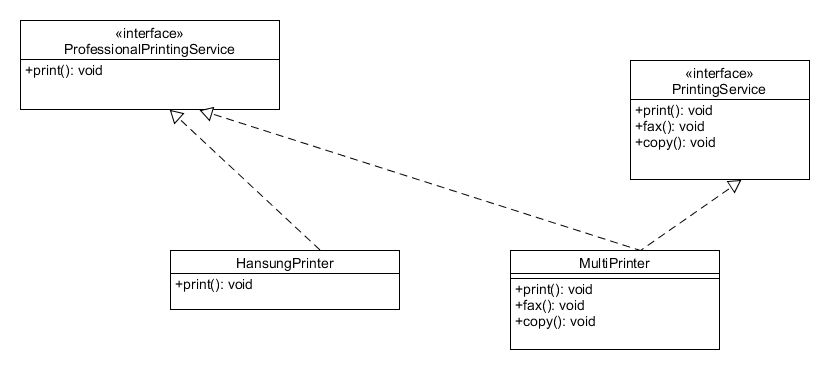 «interface»
ProfessionalPrintingService
+print(): void
«interface»
PrintingService
+print(): void
+fax(): void
+copy(): void
HansungPrinter
+print(): void
MultiPrinter
+print(): void
+fax(): void
+copy(): void